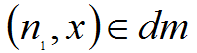 (n₁, x) ∈ dm